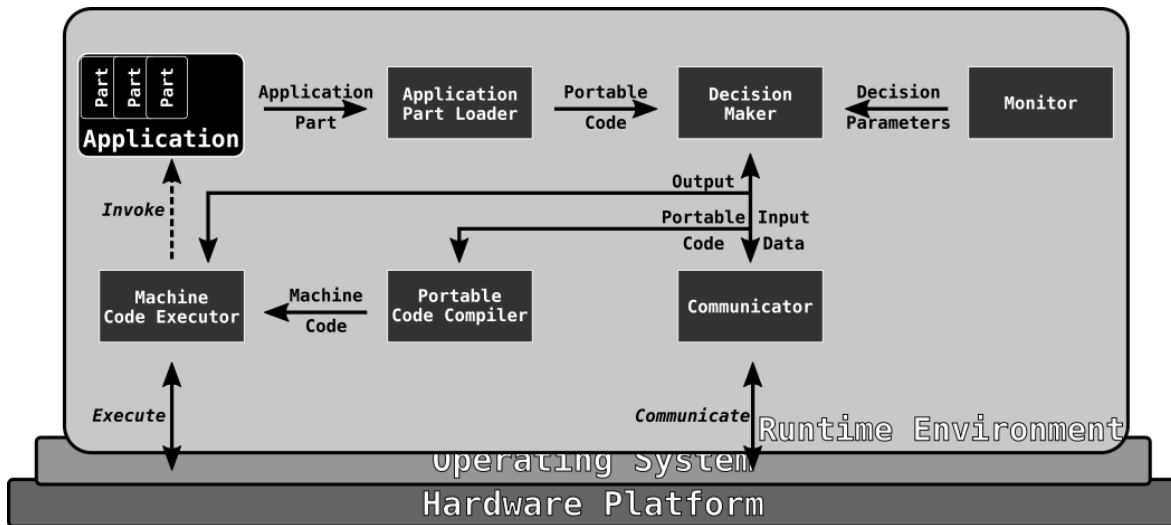 Part
Part
Part
Application
Application
Part
Application
Part Loader
Portable
Code
Decision
Maker
Decision
Parameters
Monitor
Invoke
Output
Portable
Code
Input
Data
Machine
Code Executor
Machine
Code
Portable
Code Compiler
Communicator
Execute
Communicate
Runtime Environment
Operating System
Hardware Platform